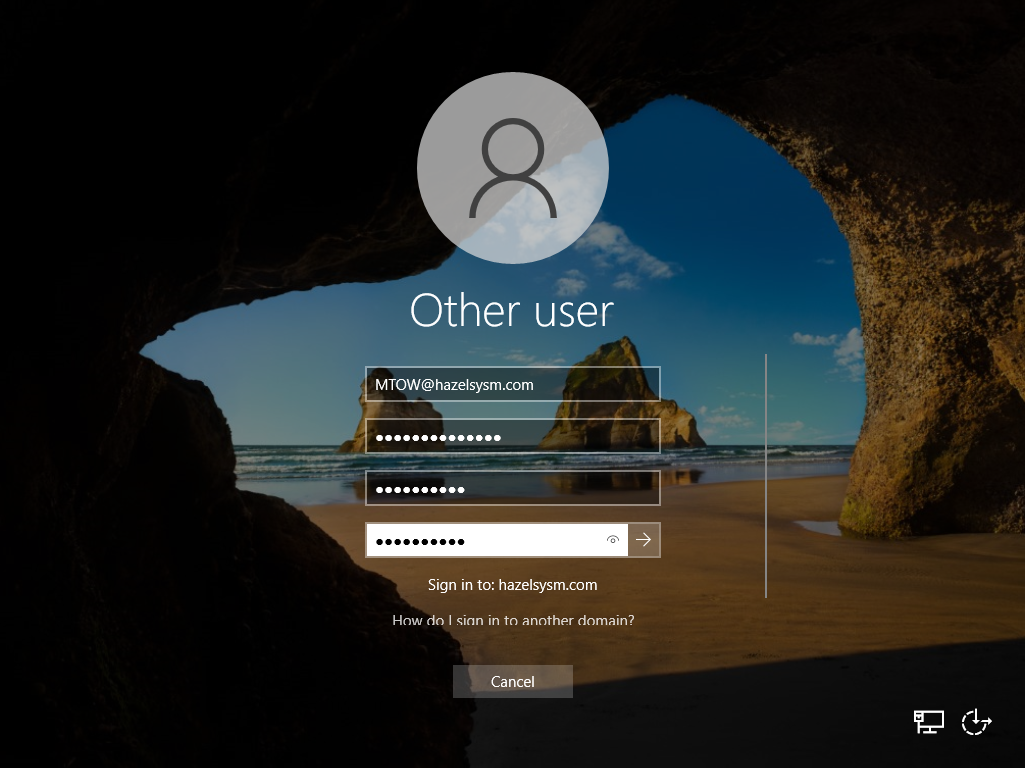 Other user
MTOW@hazelsysm.com
●●●●●●●●●●●●●●
●●●●●●●●●●
●●●●●●●●●●
Sign in to: hazelsysm.com
How do I sign in to another domain?
Cancel